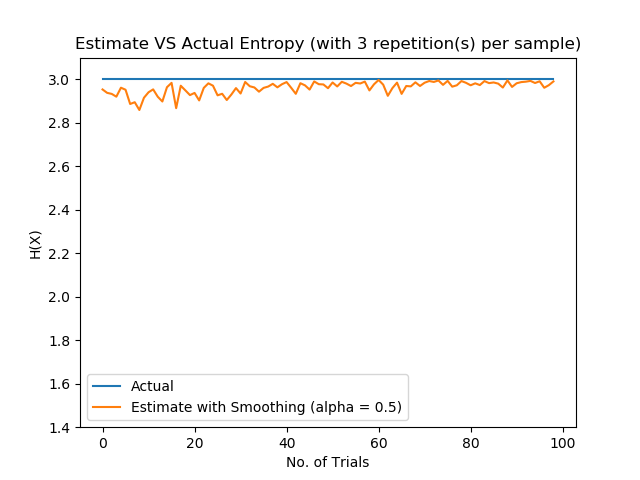 Estimate VS Actual Entropy (with 3 repetition(s) per sample)
3.0
2.8
2.6
2.4
2.2
2.0
1.8
1.6
1.4
H(X)
Actual
Estimate with Smoothing (alpha = 0.5)
0 20 40 60 80 100
No. of Trials